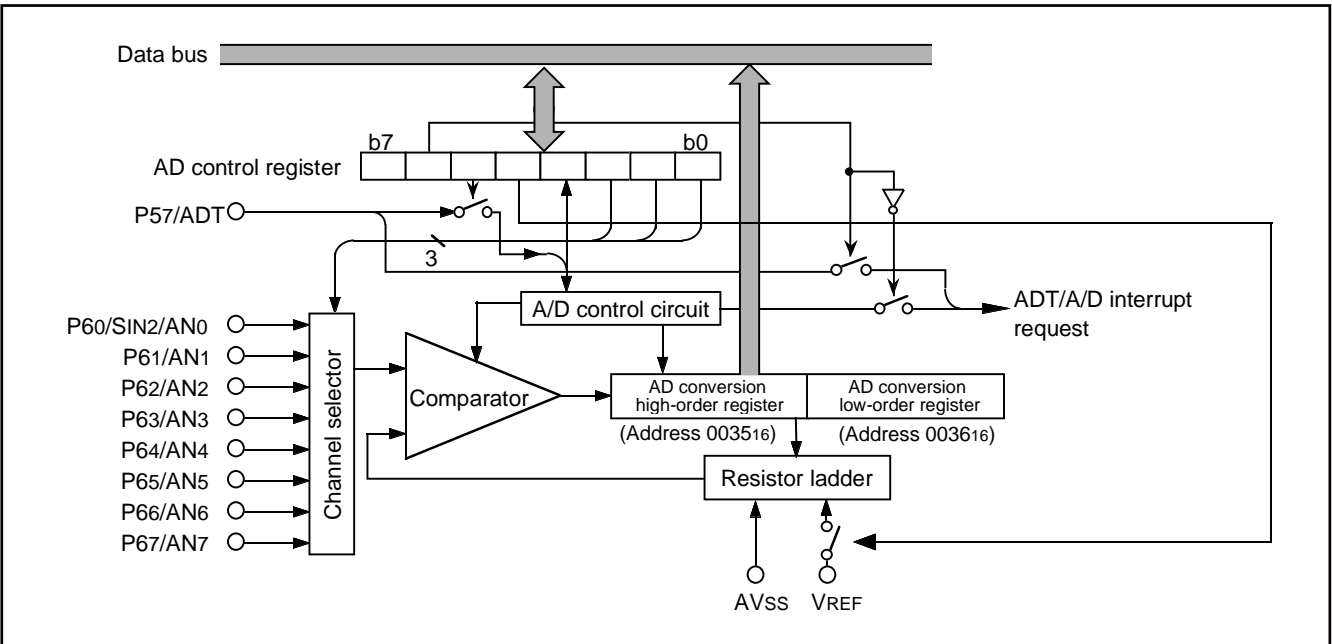 Data bus
b7
b0
AD control register
P57/ADT
3
A/D control circuit
ADT/A/D interrupt
request
P60/SIN2/AN0
P61/AN1
P62/AN2
P63/AN3
P64/AN4
P65/AN5
P66/AN6
P67/AN7
Channel selector
Comparator
AD conversion
high-order register
AD conversion
low-order register
(Address 003516)
(Address 003616)
Resistor ladder
AVSS
VREF